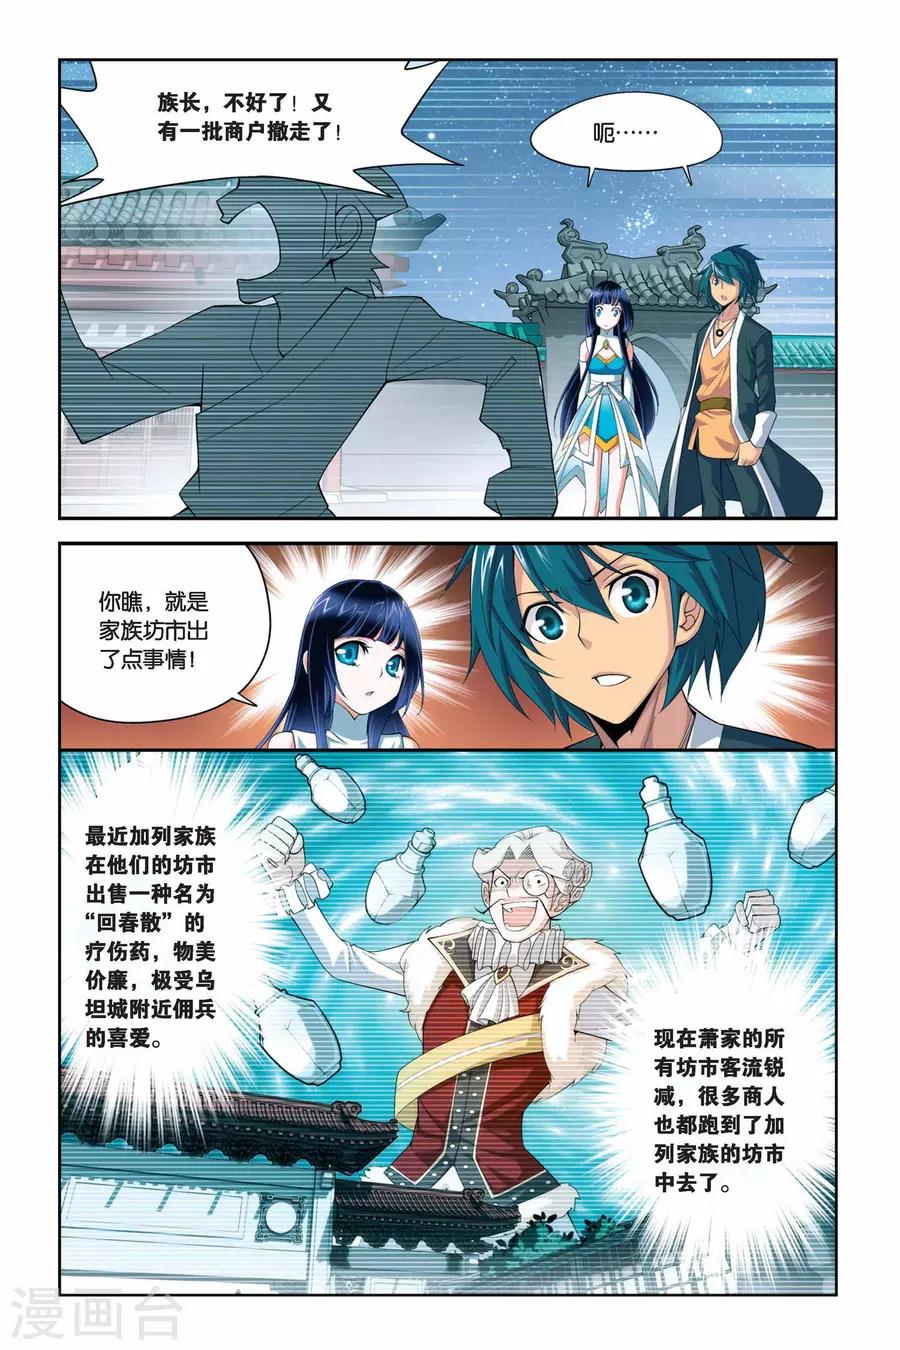 族长，不好了！又
有一批商户撤走了！
呃……
你瞧，就是
家族坊市出
了点事情！
最近加列家族
在他们的坊市
出售一种名为
“回春散”的
疗伤药，物美
价廉，极受乌
坦城附近佣兵
的喜爱。
现在萧家的所
有坊市客流锐
减，很多商人
也都跑到了加
列家族的坊市
中去了。
漫画台